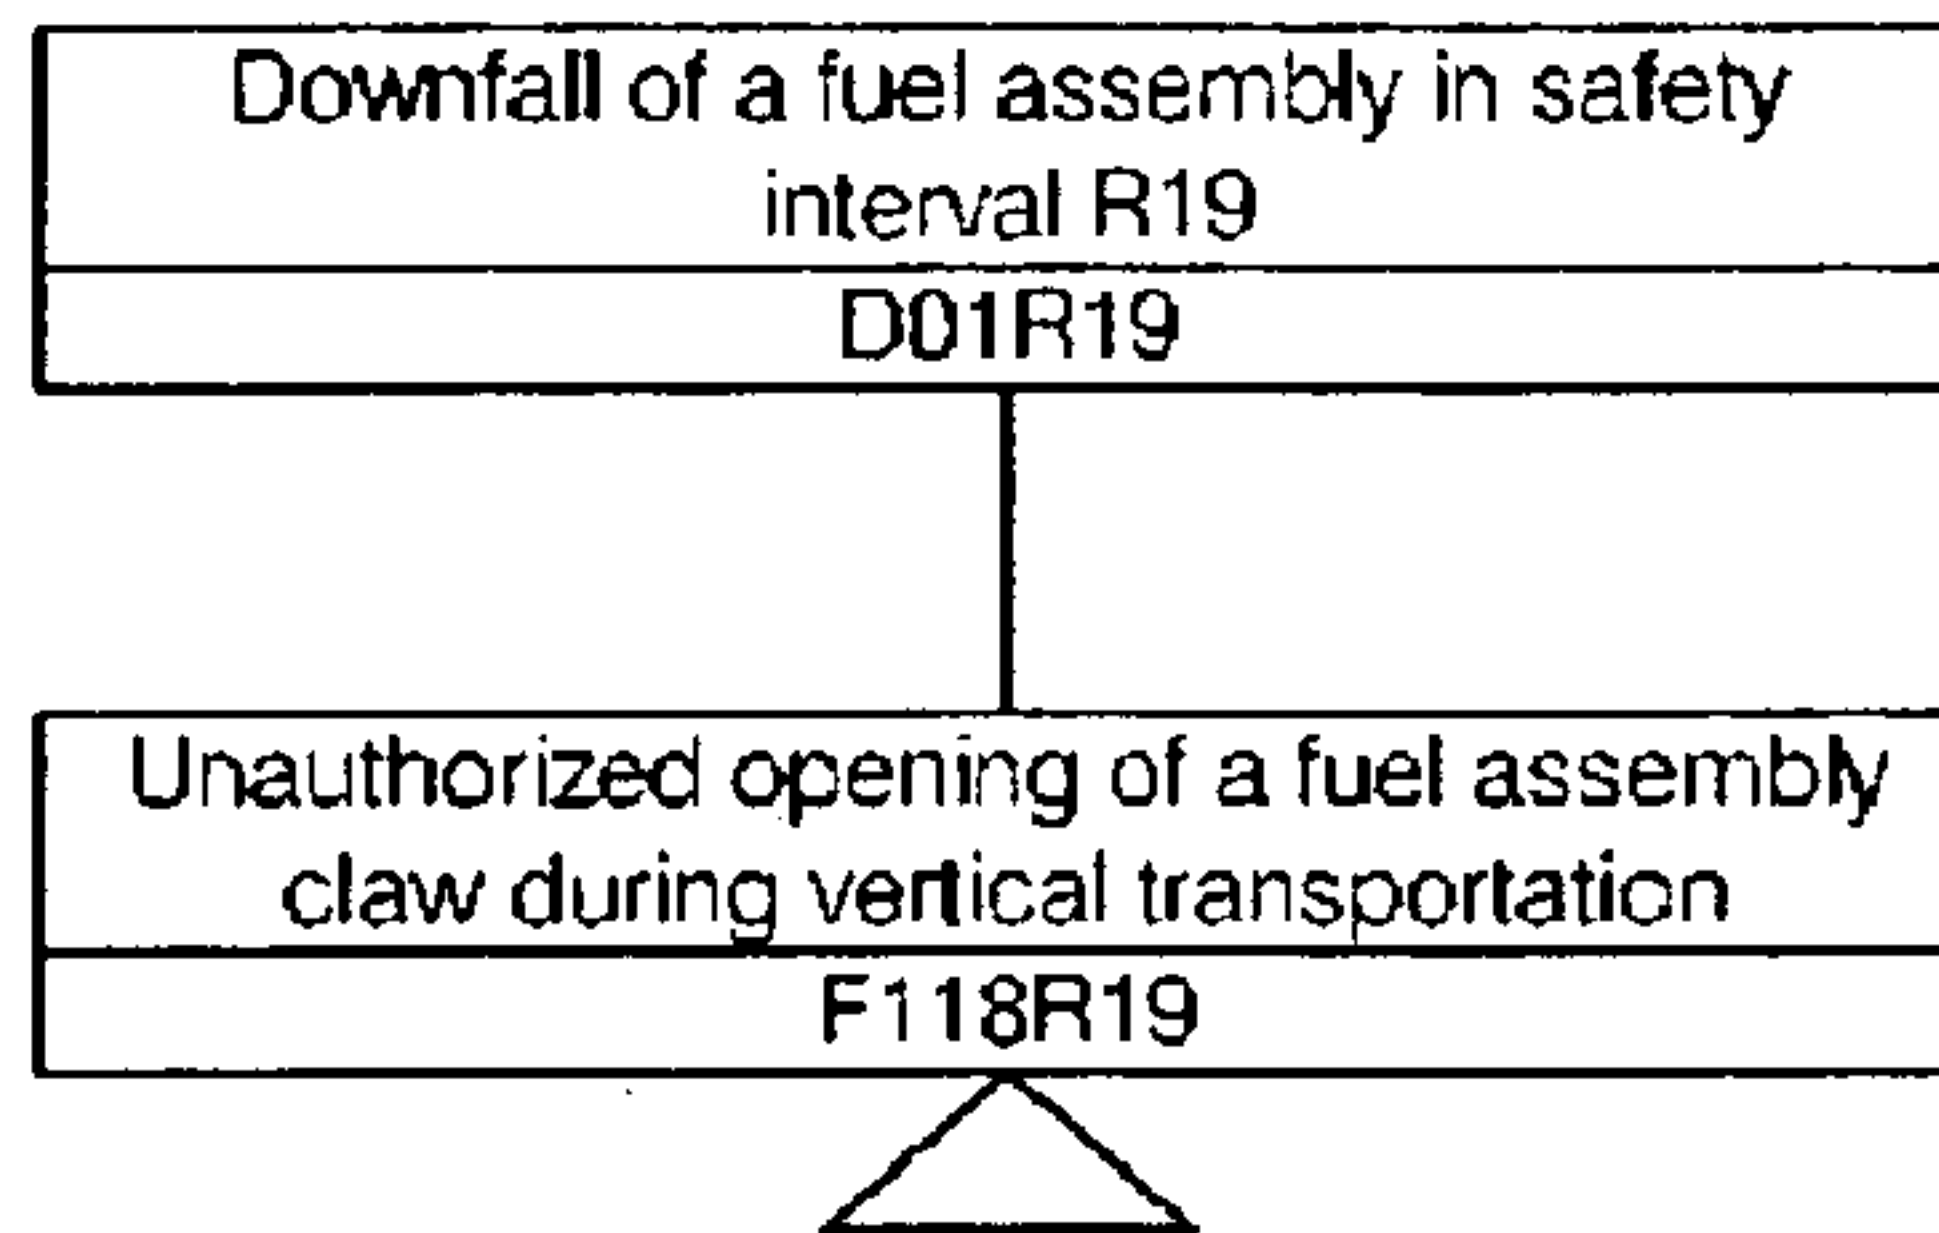 Downfall of a fuel assembly in safety
interval R19
D01R19
Unauthorized opening of a fuel assembly
claw during vertical transportation
F118R19